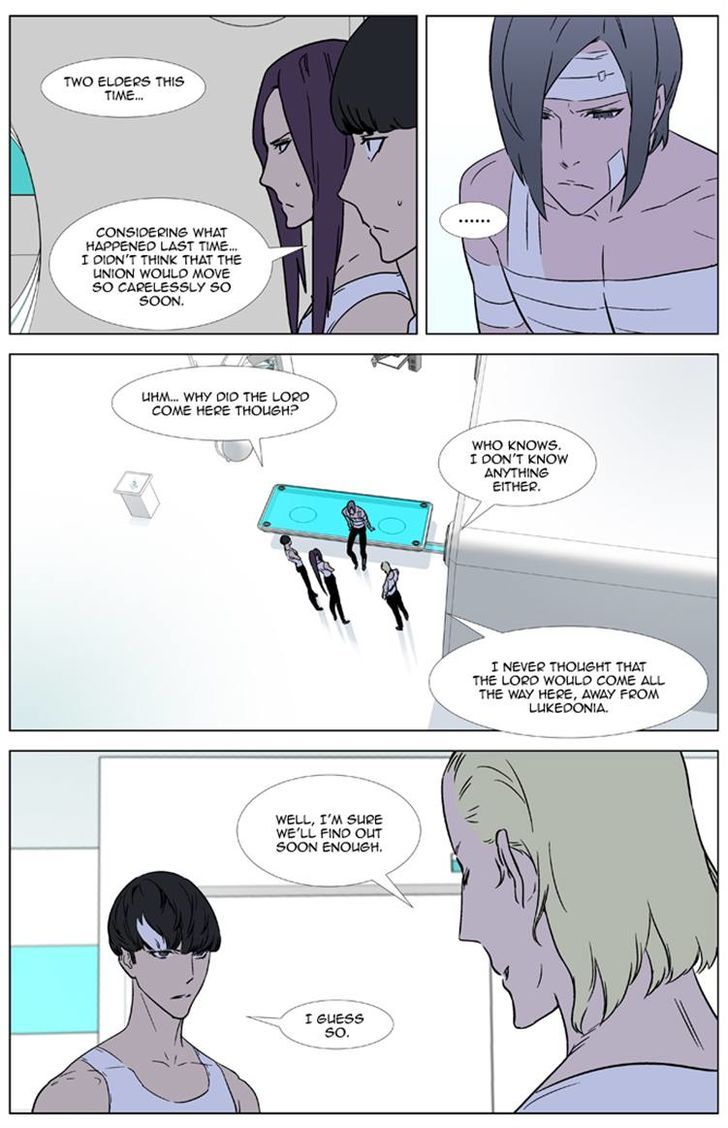 TWO ELDERS THIS
TIME...
CONSIDERING WHAT
HAPPENED LAST TIME...
I DIDN'T THINK THAT THE
UNION WOULD MOVE
SO CARELESSLY SO
SOON.
......
UHM... WHY DID THE LORD
COME HERE THOUGH?
WHO KNOWS.
I DON'T KNOW
ANYTHING
EITHER.
I NEVER THOUGHT THAT
THE LORD WOULD COME ALL
THE WAY HERE, AWAY FROM
LUKEDONIA.
WELL, I'M SURE
WE'LL FIND OUT
SOON ENOUGH.
I GUESS
SO.